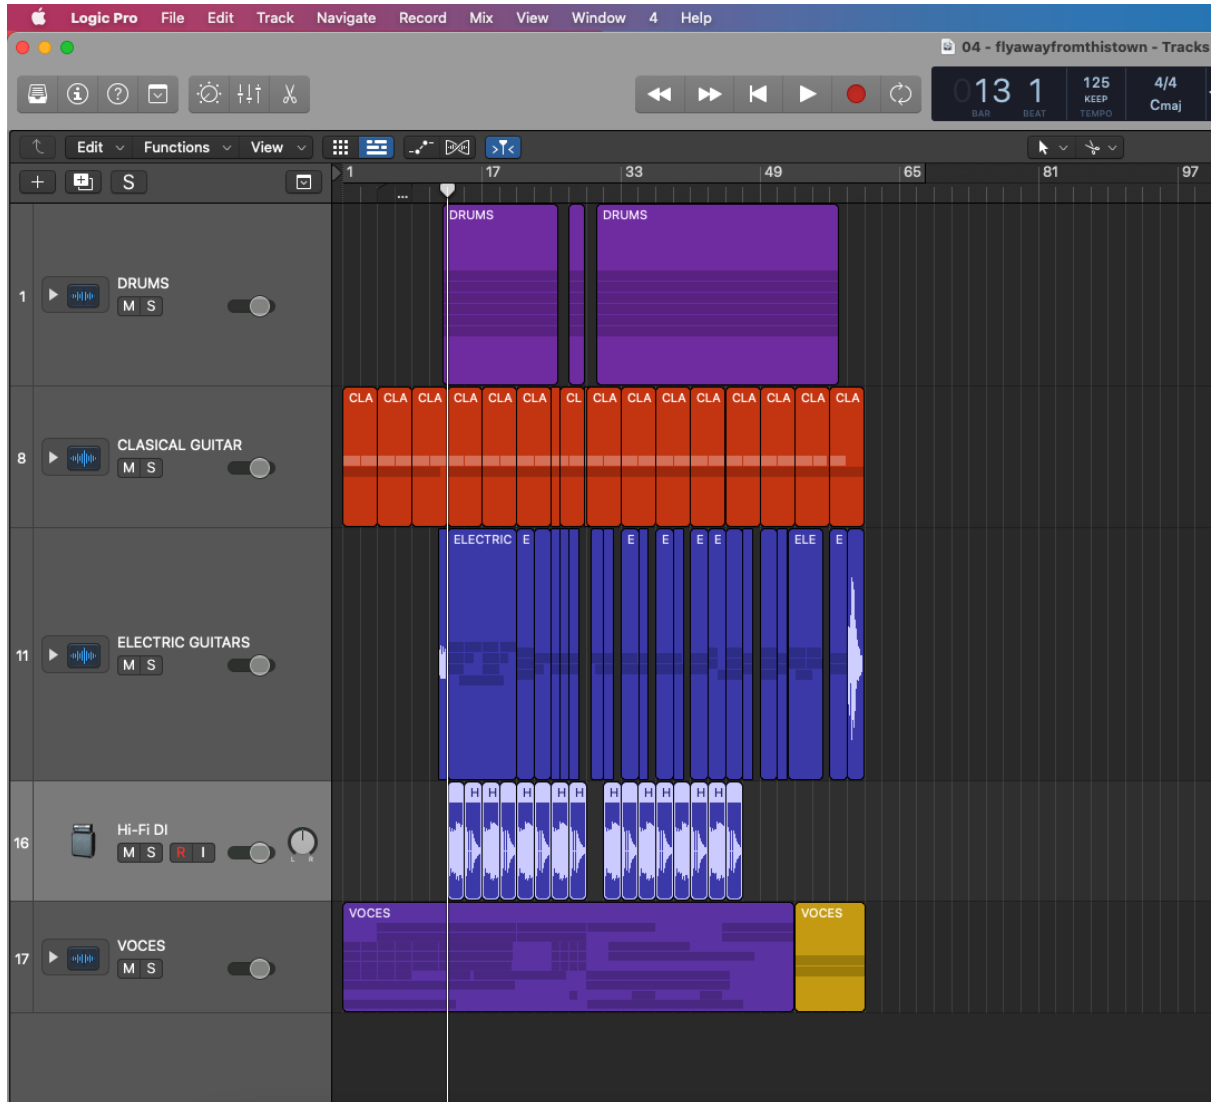 Logic Pro File Edit Track Navigate Record Mix View Window 4 Help
04 - flyawayfromthistown - Tracks
013 1 125 4/4
KEEP Cmaj
BAR BEAT TEMPO
Edit Functions View
S
1 17 33 49 65 81 97
...
DRUMS DRUMS
1 DRUMS
M S
CLA CLA CLA CLA CLA CLA CL CLA CLA CLA CLA CLA CLA CLA CLA
8 CLASICAL GUITAR
M S
ELECTRIC E E E E E ELE E
11 ELECTRIC GUITARS
M S
H H H H H H H H H H H
16 Hi-Fi DI
M S R I
L R
VOCES VOCES
17 VOCES
M S